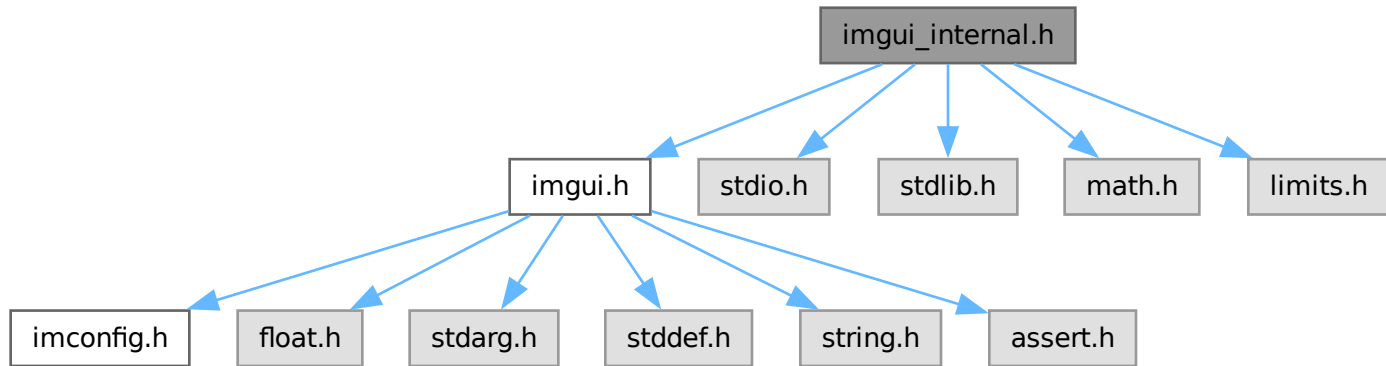 imgui_internal.h
imgui.h
stdio.h
stdlib.h
math.h
limits.h
imconfig.h
float.h
stdarg.h
stddef.h
string.h
assert.h